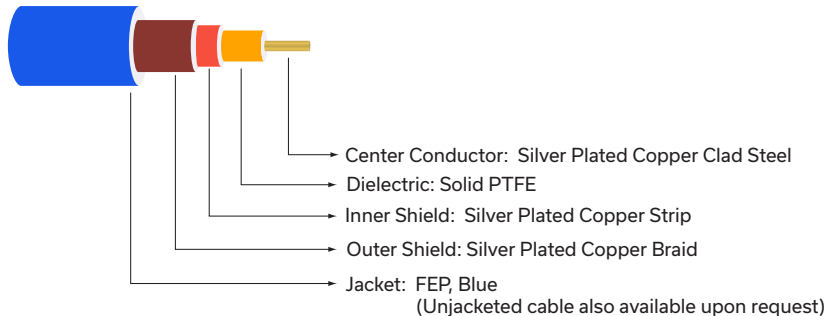 Center Conductor: Silver Plated Copper Clad Steel
Dielectric: Solid PTFE
Inner Shield: Silver Plated Copper Strip
Outer Shield: Silver Plated Copper Braid
Jacket: FEP, Blue
(Unjacketed cable also available upon request)